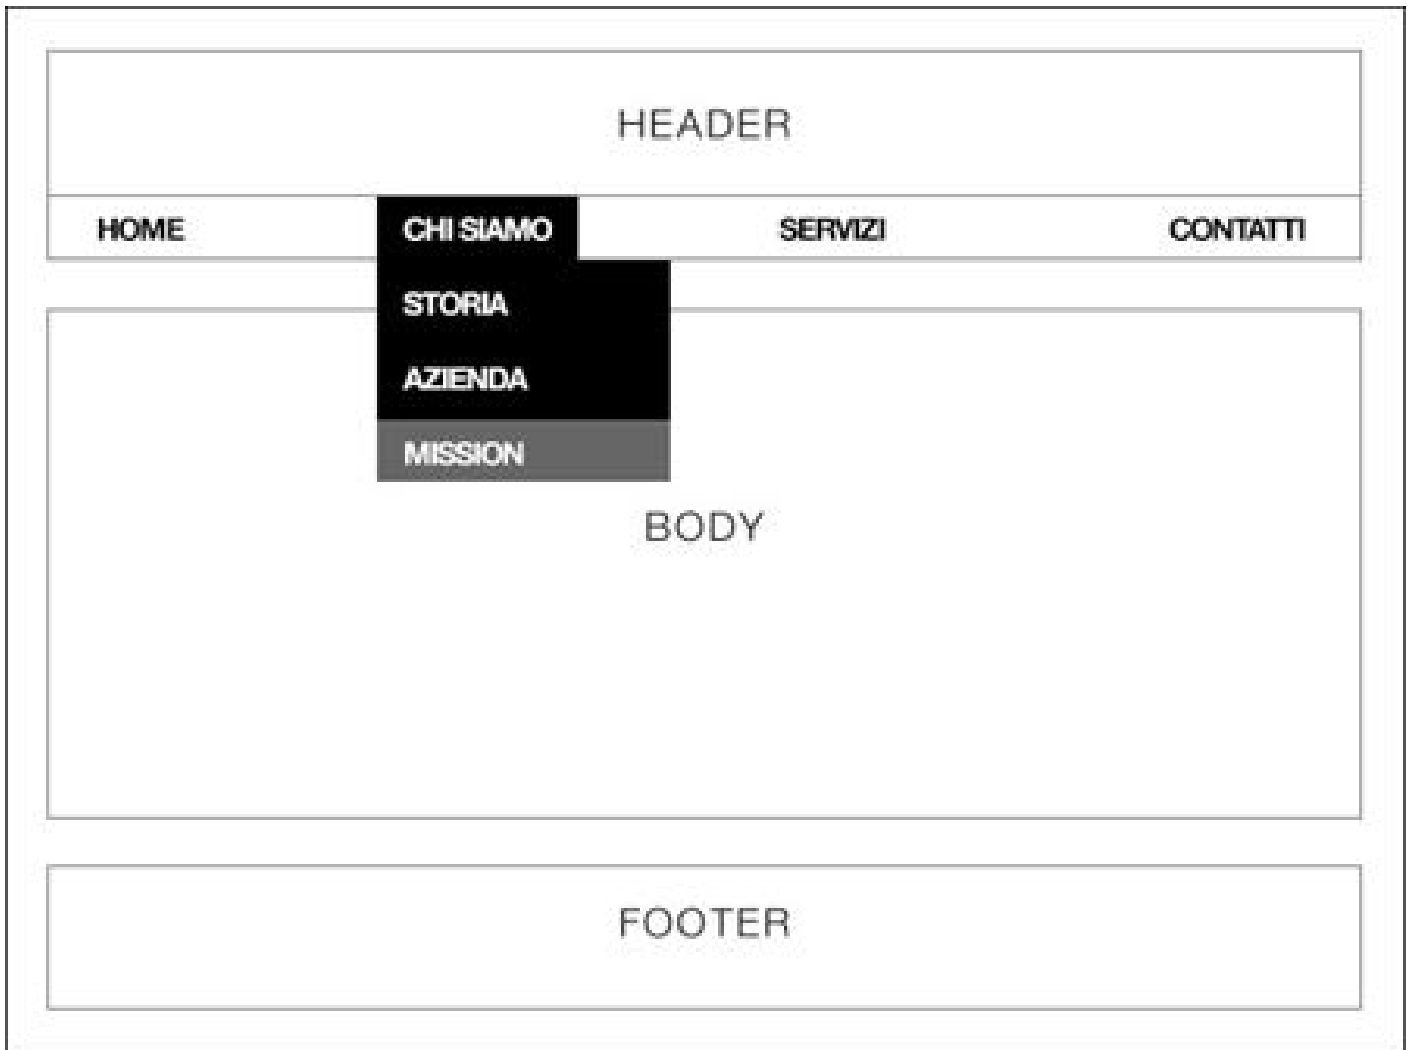 HEADER
HOME CHI SIAMO SERVIZI CONTATTI
STORIA
AZIENDA
MISSION
BODY
FOOTER